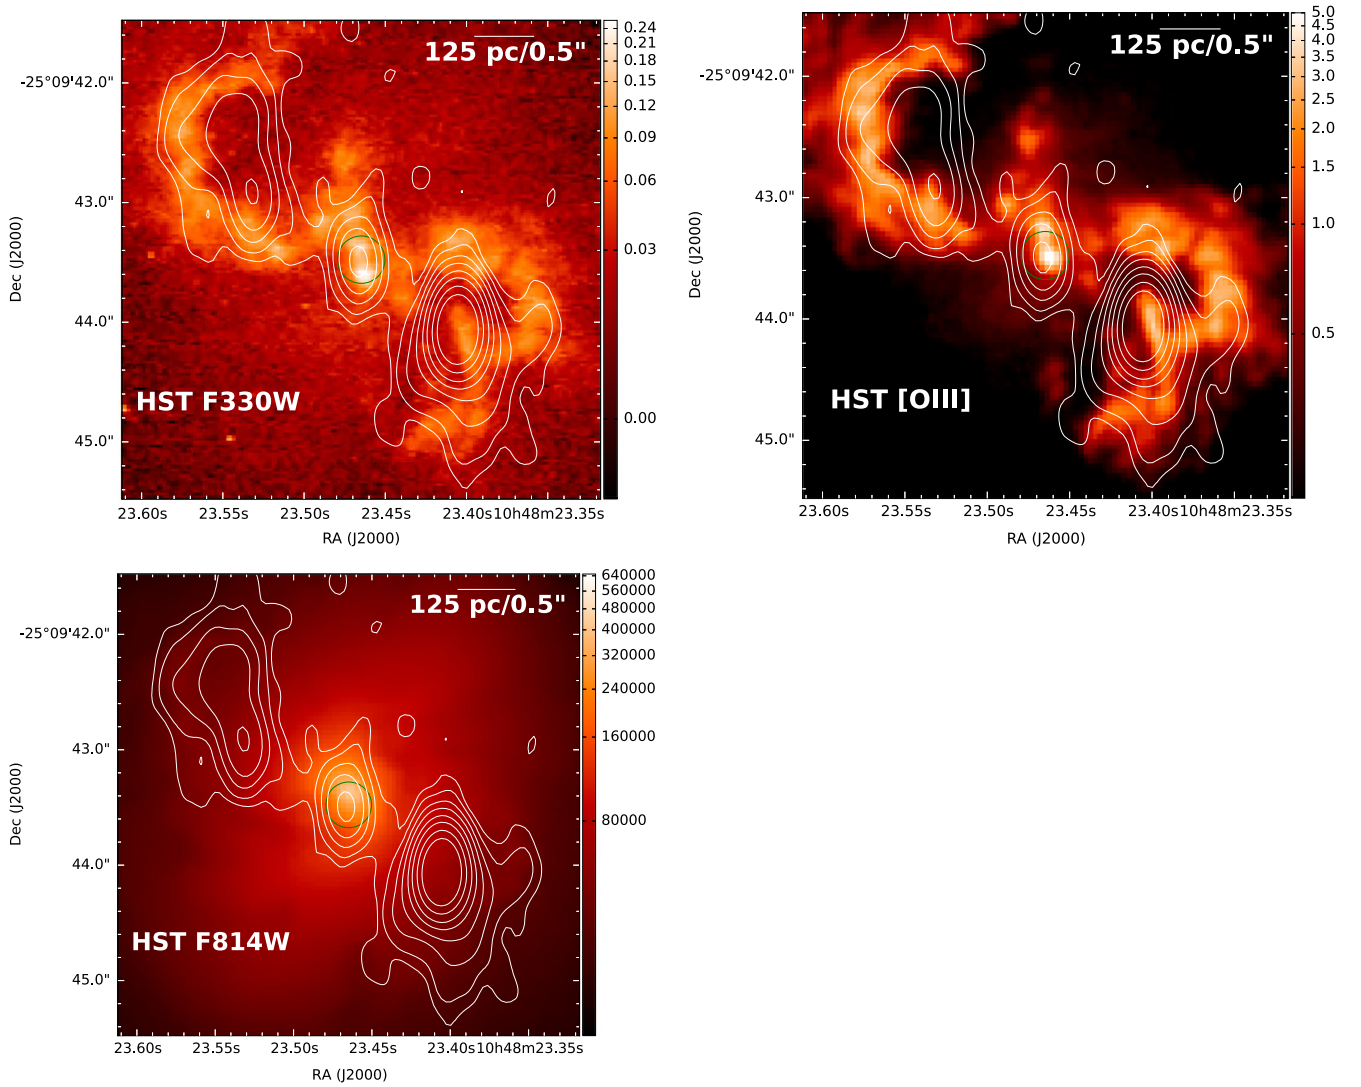 125 pc/0.5"
HST F330W
-25°09'42.0"
43.0"
44.0"
45.0"
Dec (J2000)
23.60s 23.55s 23.50s 23.45s 23.40s10h48m23.35s
RA (J2000)
0.24
0.21
0.18
0.15
0.12
0.09
0.06
0.03
0.00
125 pc/0.5"
HST [OIII]
-25°09'42.0"
43.0"
44.0"
45.0"
Dec (J2000)
23.60s 23.55s 23.50s 23.45s 23.40s10h48m23.35s
RA (J2000)
5.0
4.5
4.0
3.5
3.0
2.5
2.0
1.5
1.0
0.5
125 pc/0.5"
HST F814W
-25°09'42.0"
43.0"
44.0"
45.0"
Dec (J2000)
23.60s 23.55s 23.50s 23.45s 23.40s10h48m23.35s
RA (J2000)
640000
560000
480000
400000
320000
240000
160000
80000